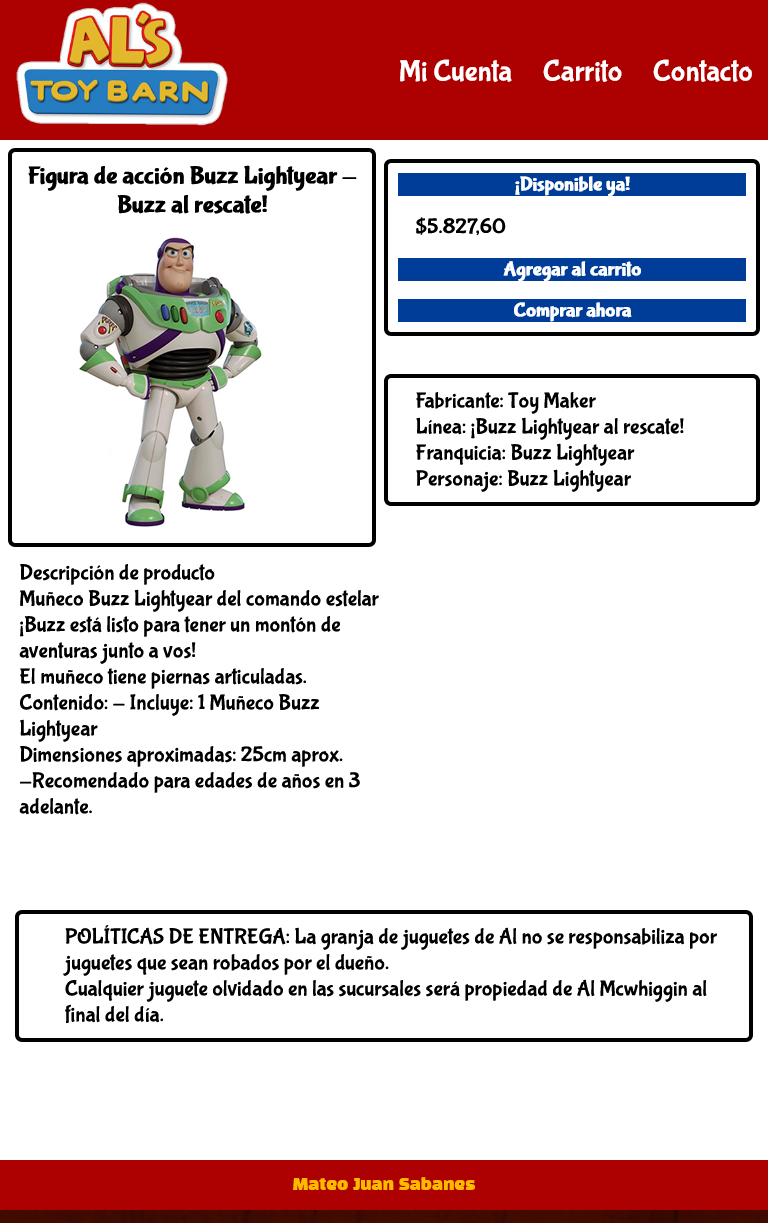 AL'S
TOY BARN
Mi Cuenta Carrito Contacto
Figura de acción Buzz Lightyear -
Buzz al rescate!
¡Disponible ya!
$5.827,60
Agregar al carrito
Comprar ahora
Fabricante: Toy Maker
Línea: ¡Buzz Lightyear al rescate!
Franquicia: Buzz Lightyear
Personaje: Buzz Lightyear
Descripción de producto
Muñeco Buzz Lightyear del comando estelar
¡Buzz está listo para tener un montón de
aventuras junto a vos!
El muñeco tiene piernas articuladas.
Contenido: - Incluye: 1 Muñeco Buzz
Lightyear
Dimensiones aproximadas: 25cm aprox.
-Recomendado para edades de años en 3
adelante.
POLÍTICAS DE ENTREGA: La granja de juguetes de Al no se responsabiliza por
juguetes que sean robados por el dueño.
Cualquier juguete olvidado en las sucursales será propiedad de Al Mcwhiggin al
final del día.
Mateo Juan Sabanes